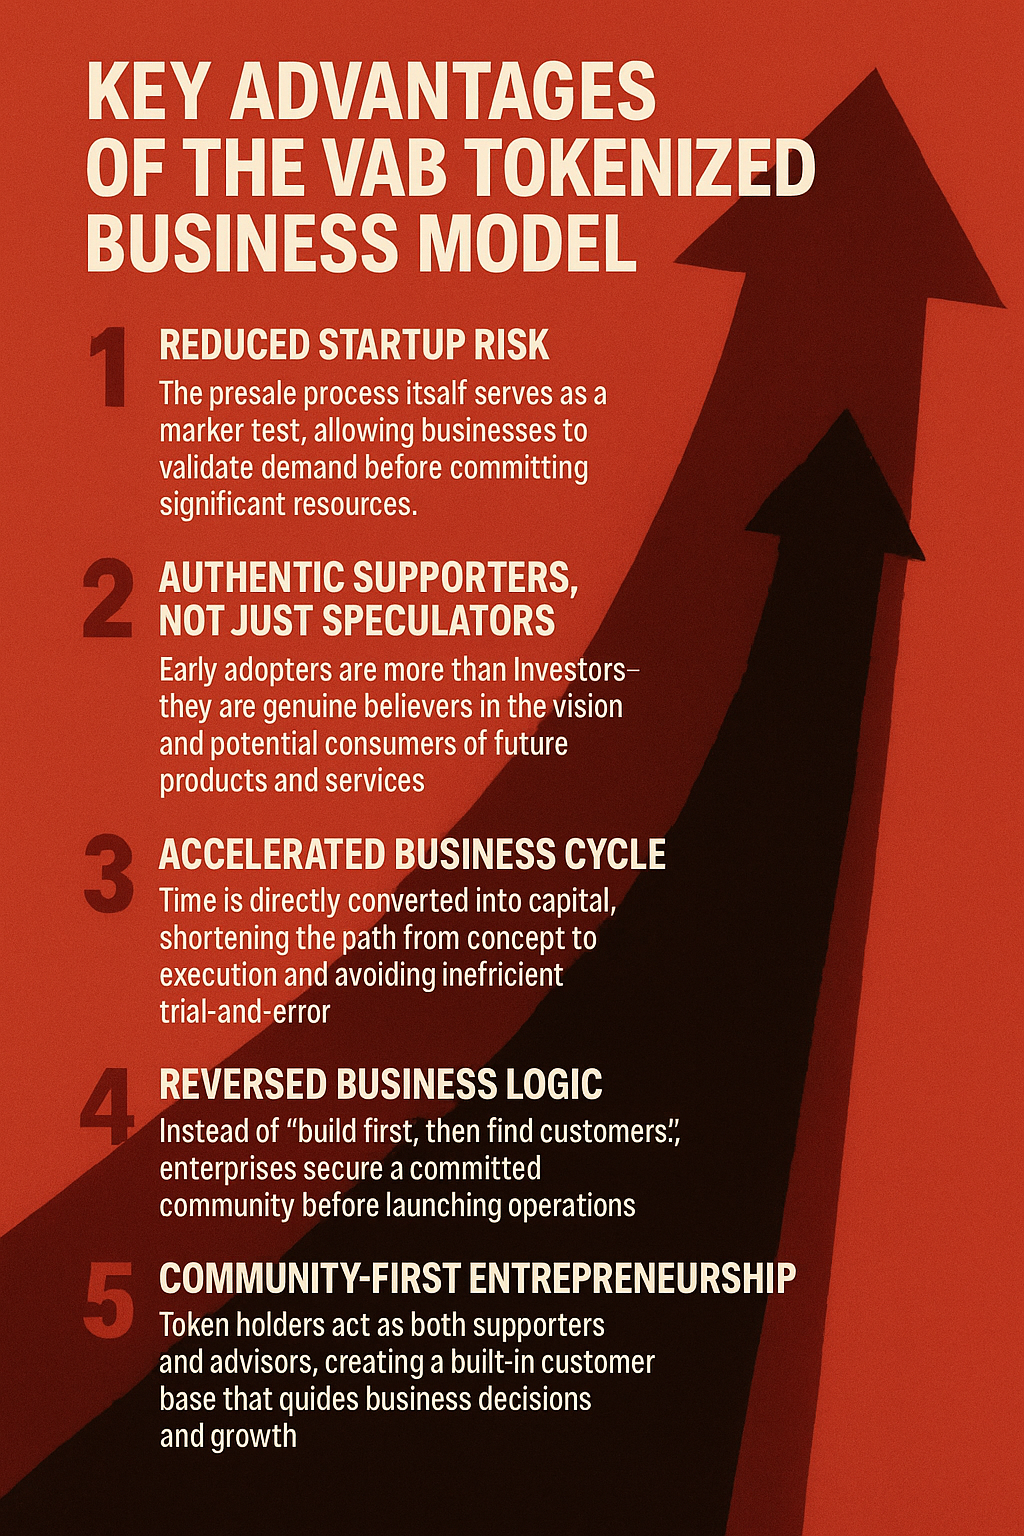 KEY ADVANTAGES
OF THE VAB TOKENIZED
BUSINESS MODEL
1 REDUCED STARTUP RISK
The presale process itsalf serves as a
marker test, allowing businesses to
validate demand before committing
significant resources.
2 AUTHENTIC SUPPORTERS,
NOT JUST SPECULATORS
Early adopters are more than Investors–
they are genuine believers in the vision
and potential consumers of future
products and services
3 ACCELERATED BUSINESS CYCLE
Time is directly converted into capital,
shortening the path from concept to
execution and avoiding inefricient
trial-and-error
4 REVERSED BUSINESS LOGIC
Instead of “build first, then find customers.”,
enterprises secure a committed
community before launching operations
5 COMMUNITY-FIRST ENTREPRENEURSHIP
Token holders act as both supporters
and advisors, creating a built-in customer
base that quides business decisions
and growth